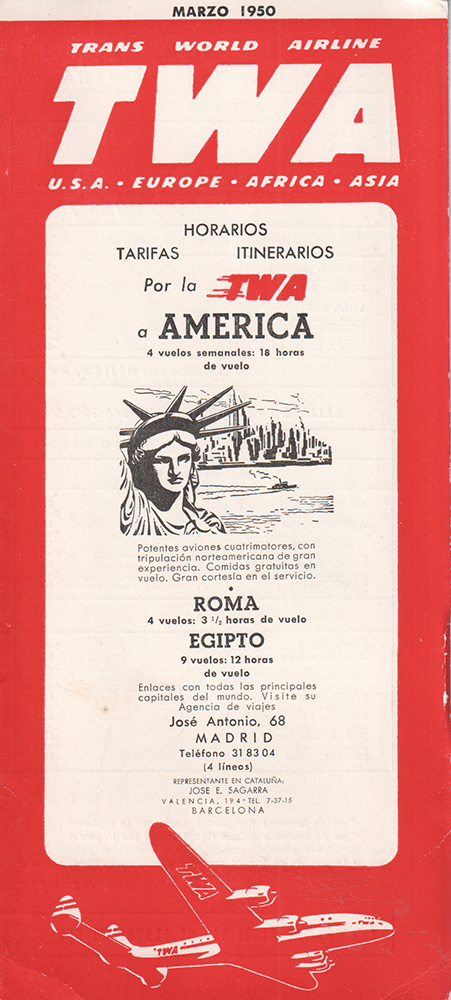 MARZO 1950
TRANS WORLD AIRLINE
TWA
U.S.A. • EUROPE • AFRICA • ASIA
HORARIOS
TARIFAS ITINERARIOS
Por la TWA
a AMERICA
4 vuelos semanales: 18 horas
de vuelo
Potentes aviones cuatrimotores, con
tripulación norteamericana de gran
experiencia. Comidas gratuitas en
vuelo. Gran cortesía en el servicio.
•
ROMA
4 vuelos: 3 1/2 horas de vuelo
EGIPTO
9 vuelos: 12 horas
de vuelo
Enlaces con todas las principales
capitales del mundo. Visite su
Agencia de viajes
José Antonio, 68
MADRID
Teléfono 31 83 04
(4 líneos)
REPRESENTANTE EN CATALUÑA:
JOSE E. SAGARRA
VALENCIA, 194-TEL. 7-37-15
BARCELONA
TWA
TWA